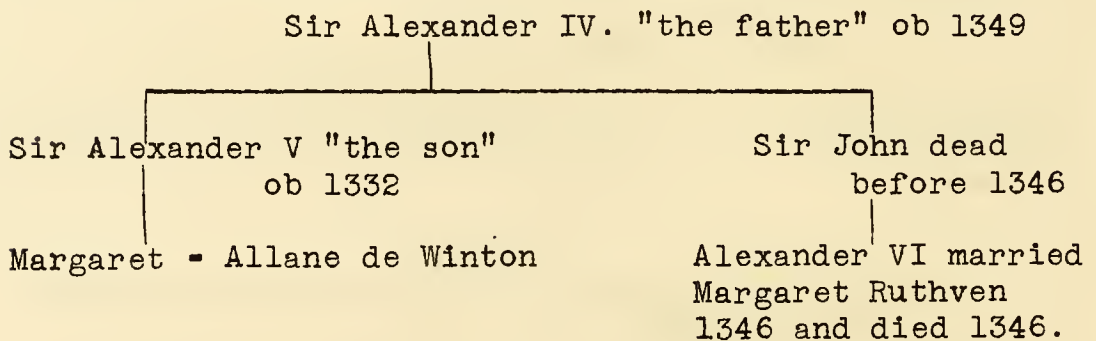 Sir Alexander IV. "the father" ob 1349
Sir Alexander V "the son"
ob 1332
Sir John dead
before 1346
Margaret - Allane de Winton
Alexander VI married
Margaret Ruthven
1346 and died 1346.